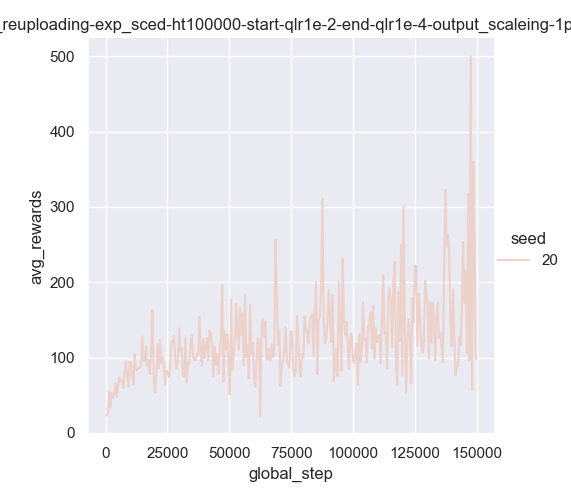 _reuploading-exp_sced-ht100000-start-qlr1e-2-end-qlr1e-4-output_scaleing-1p
500
400
300
200
100
0
avg_rewards
0 25000 50000 75000 100000 125000 150000
global_step
seed
20